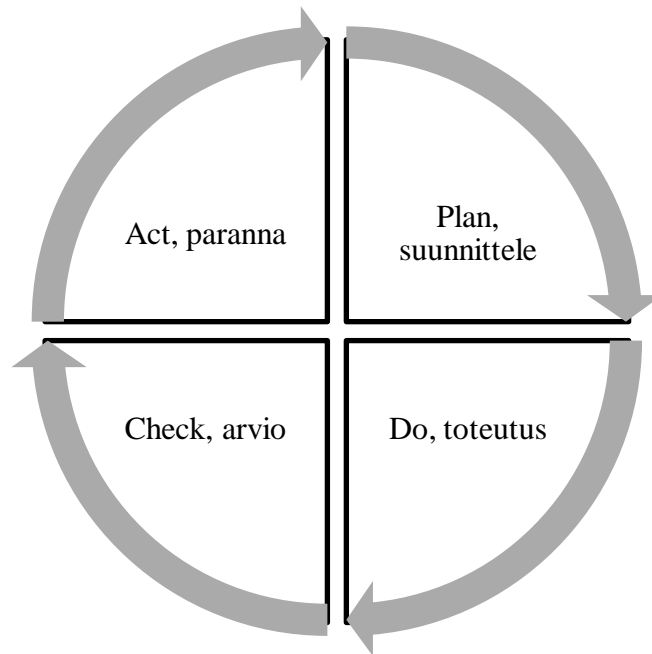 Act, paranna
Plan,
suunnittele
Check, arvio
Do, toteutus